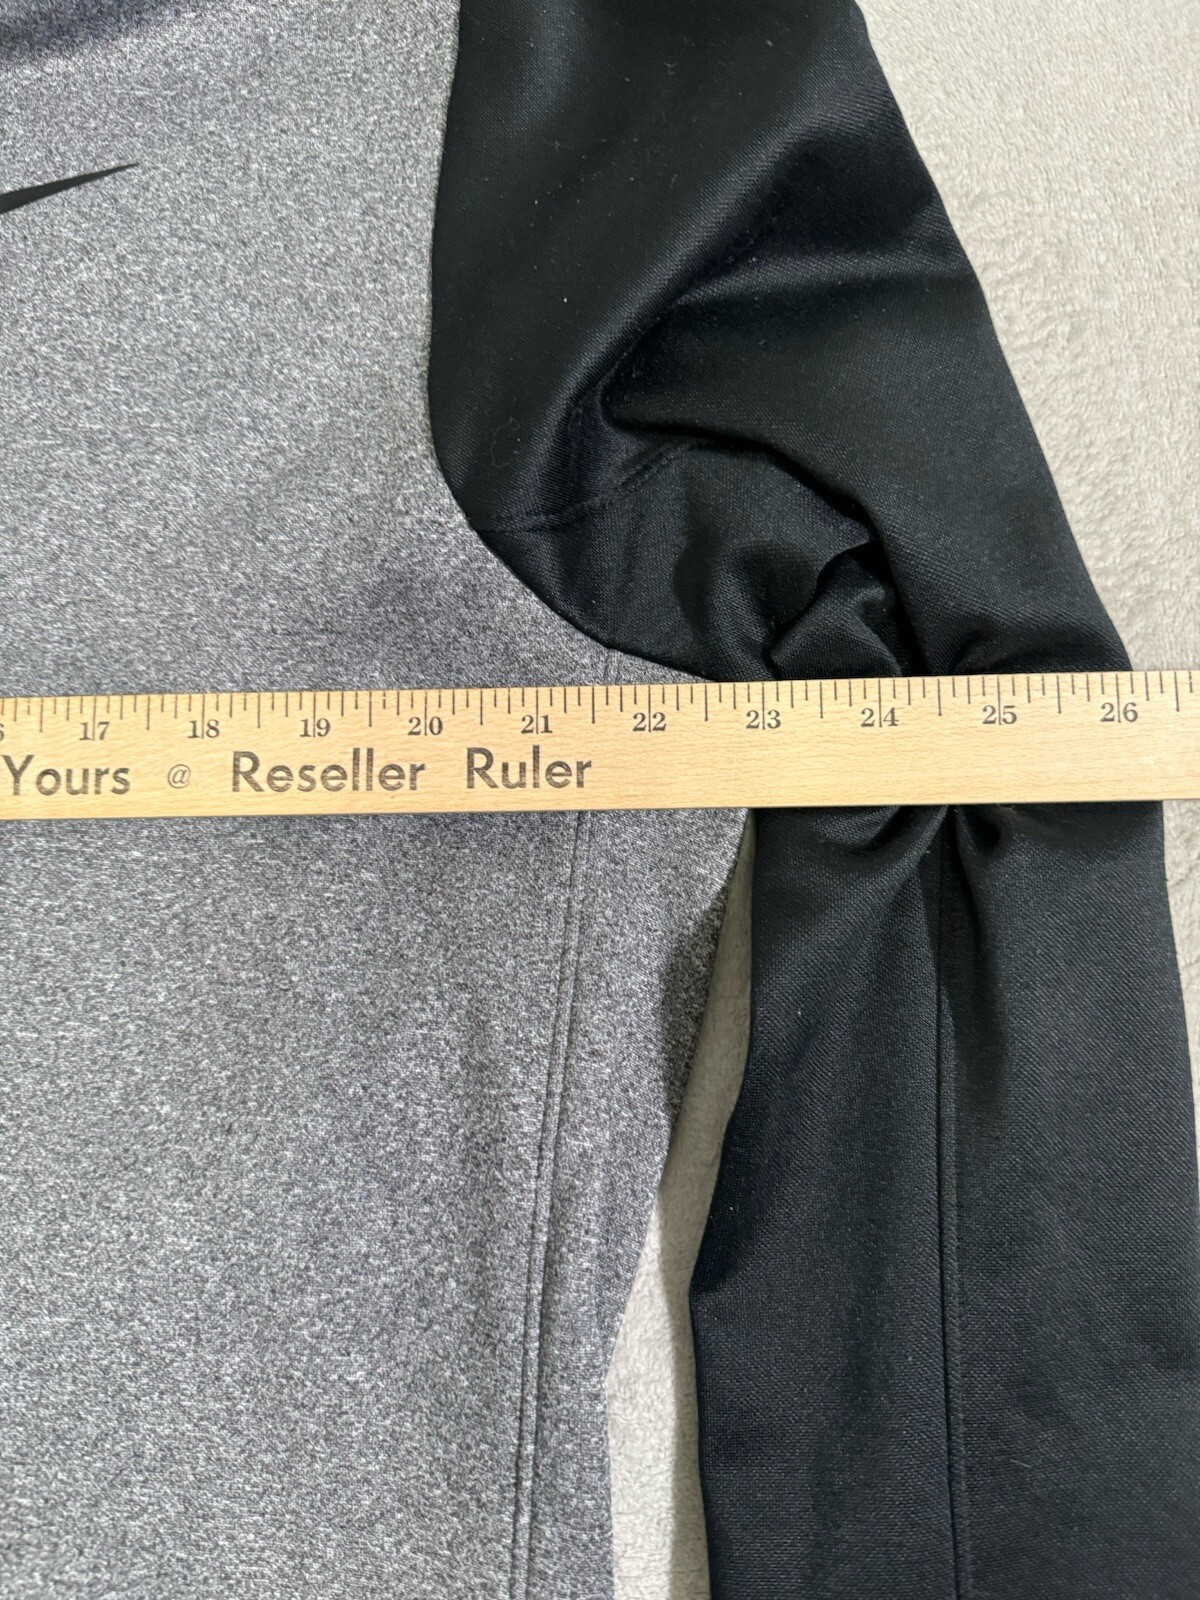 17 18 19 20 21 22 23 24 25 26
Yours @ Reseller Ruler